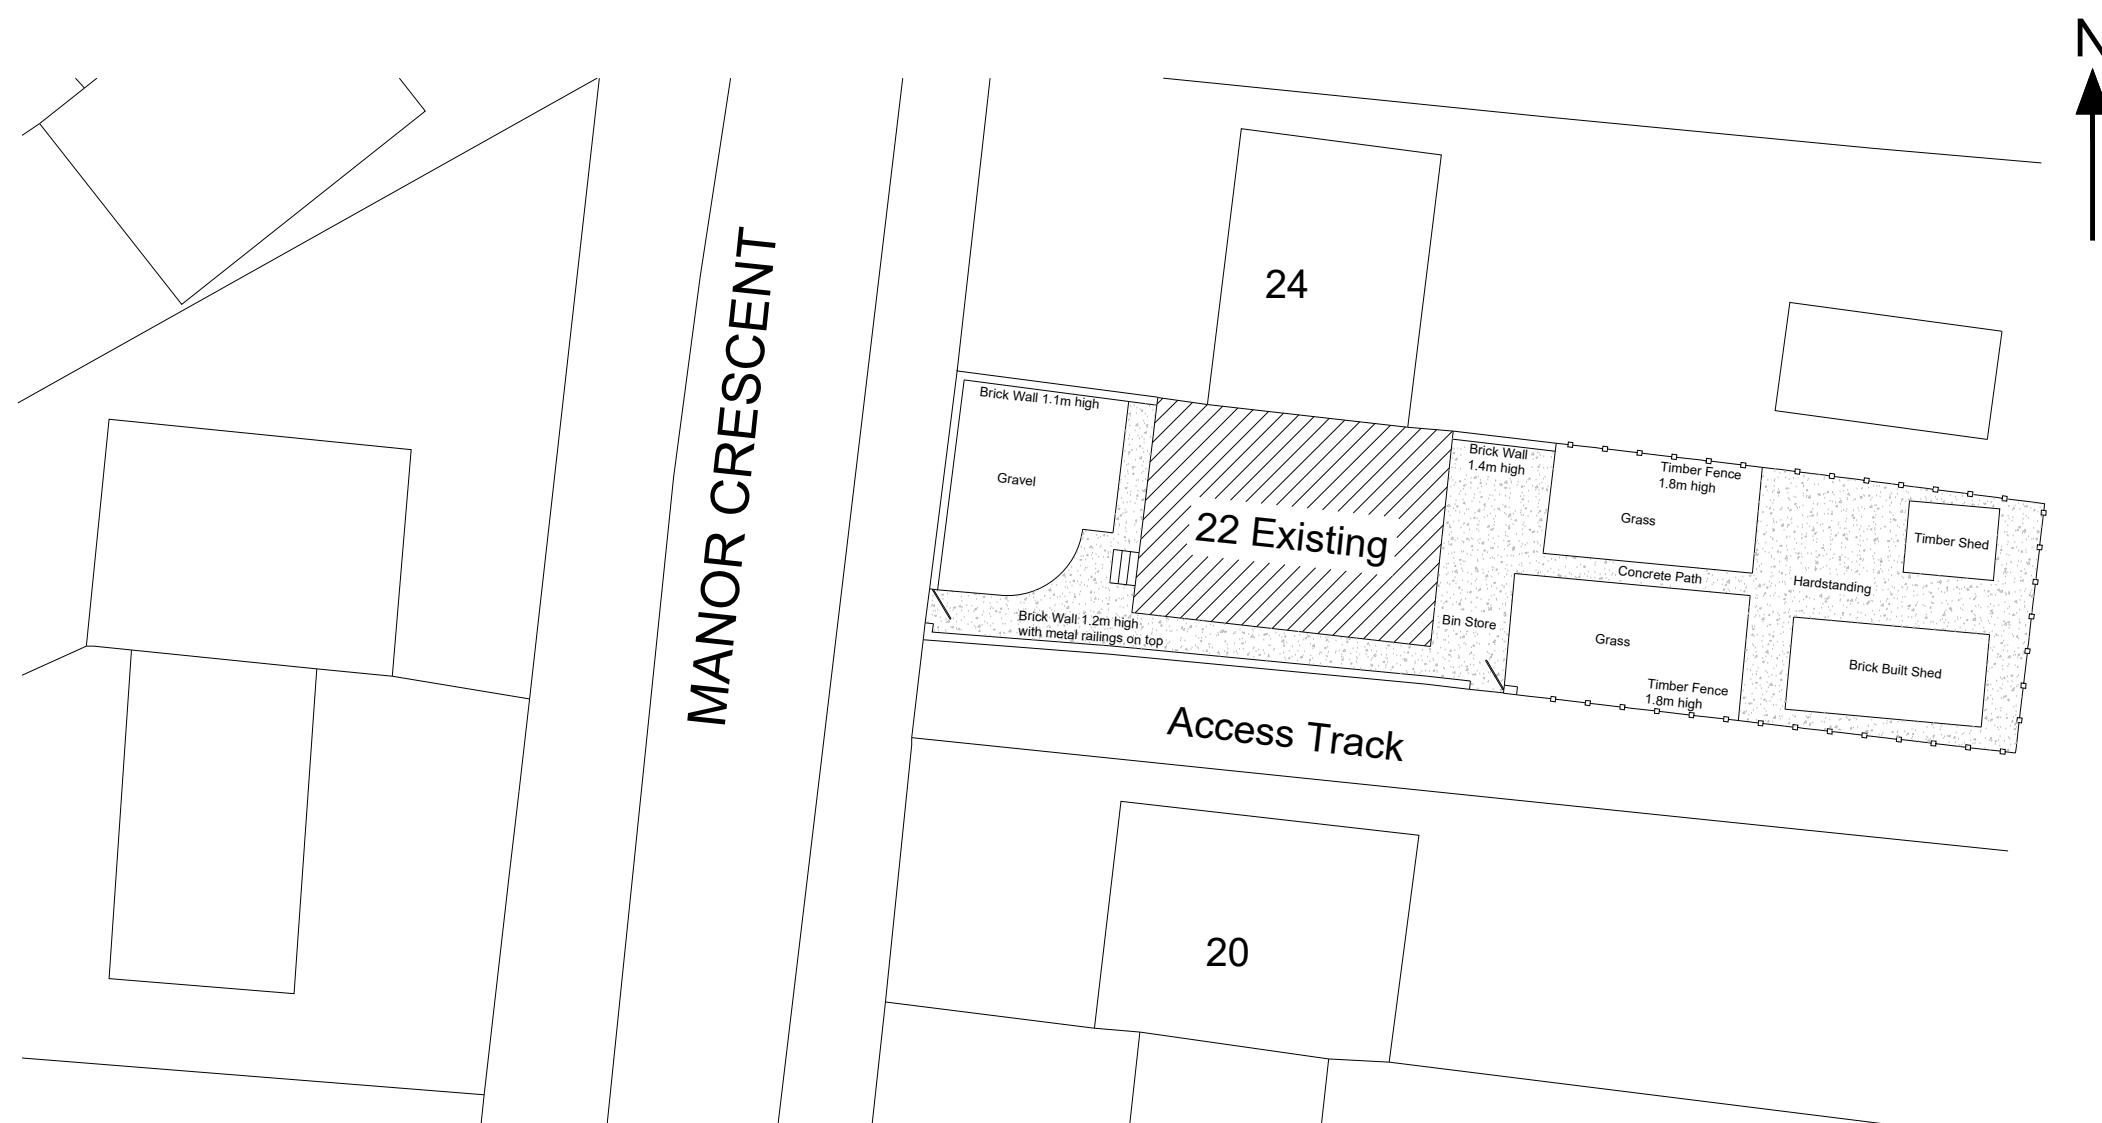 N
MANOR CRESCENT
24
Brick Wall 1.1m high
Gravel
22 Existing
Brick Wall
1.4m high
Timber Fence
1.8m high
Grass
Timber Shed
Concrete Path
Hardstanding
Brick Wall 1.2m high
with metal railings on top
Bin Store
Grass
Brick Built Shed
Timber Fence
1.8m high
Access Track
20